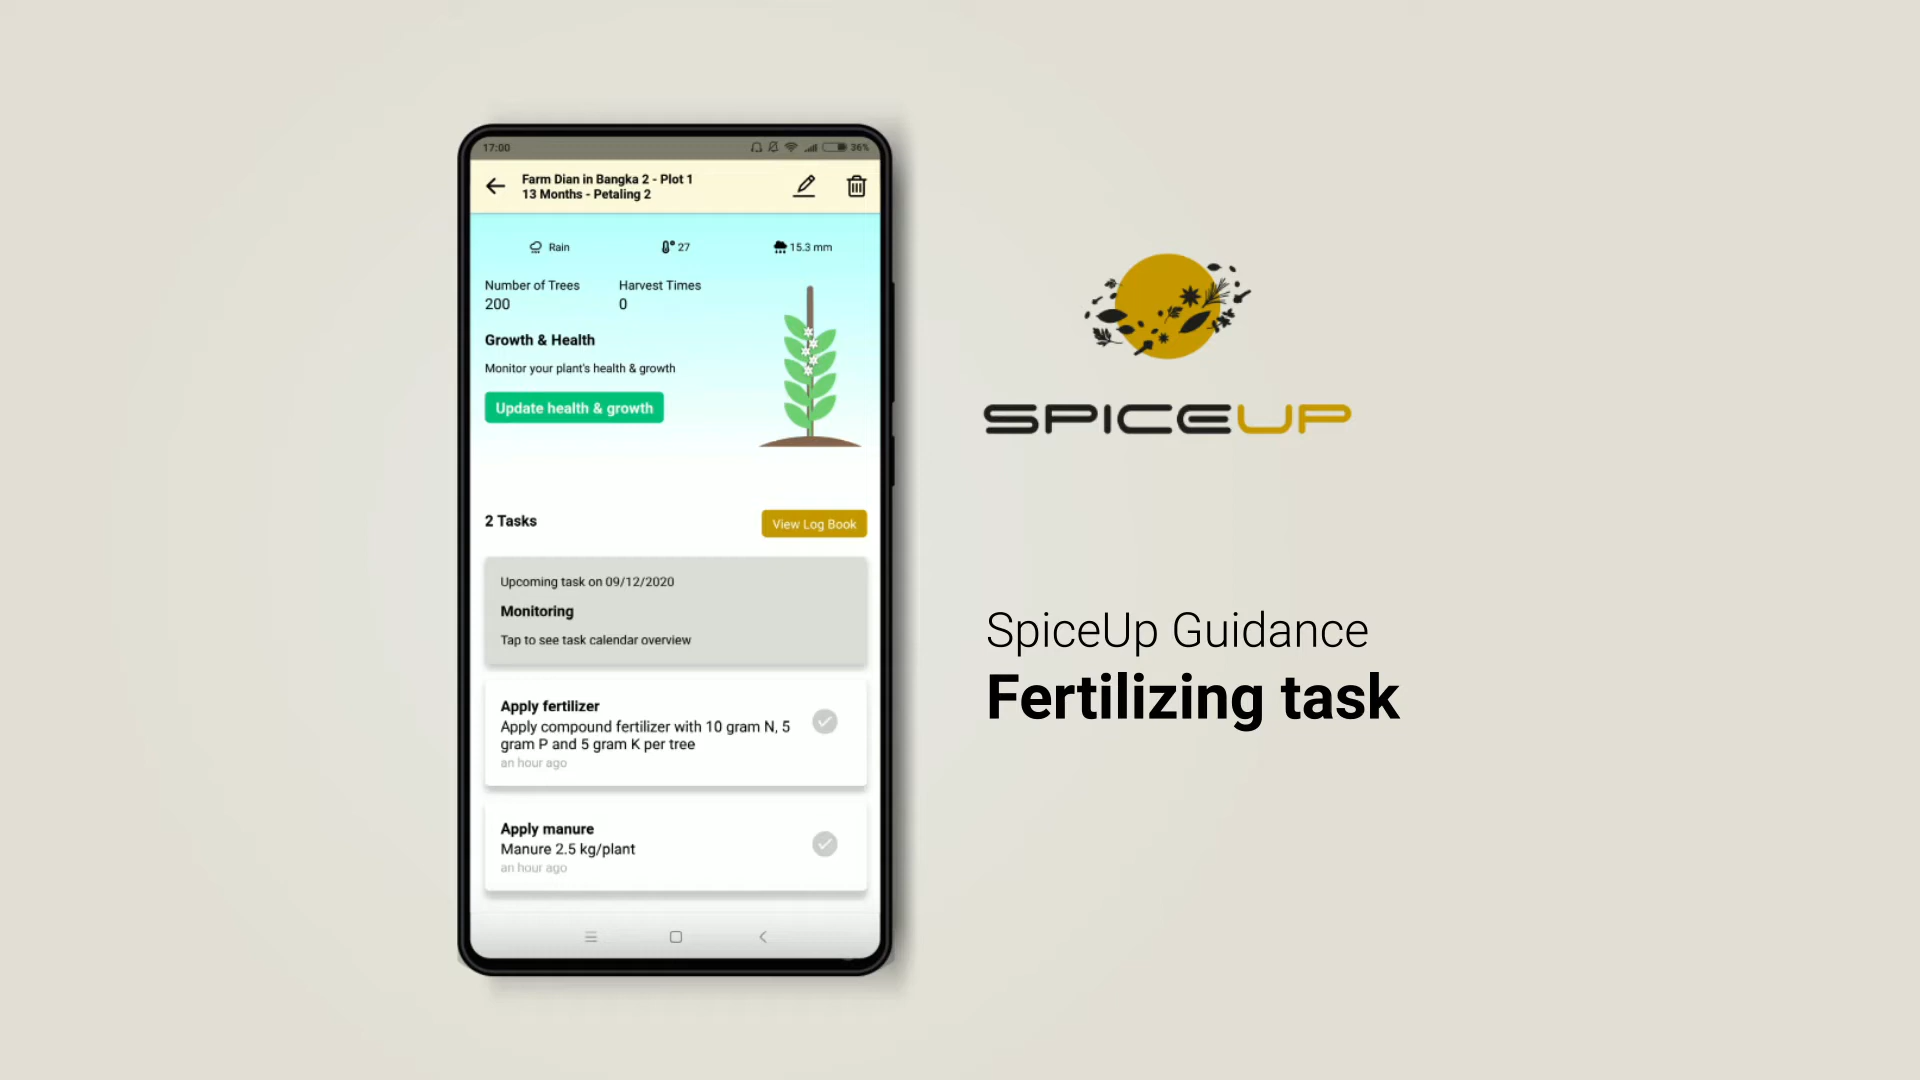 17:00
36%
Farm Dian in Bangka 2 - Plot 1
13 Months - Petaling 2
Rain
27
15.3 mm
Number of Trees
Harvest Times
200
0
Growth & Health
Monitor your plant's health & growth
Update health & growth
2 Tasks
View Log Book
Upcoming task on 09/12/2020
Monitoring
Tap to see task calendar overview
Apply fertilizer
Apply compound fertilizer with 10 gram N, 5
gram P and 5 gram K per tree
an hour ago
Apply manure
Manure 2.5 kg/plant
an hour ago
SPICEUP
SpiceUp Guidance
Fertilizing task